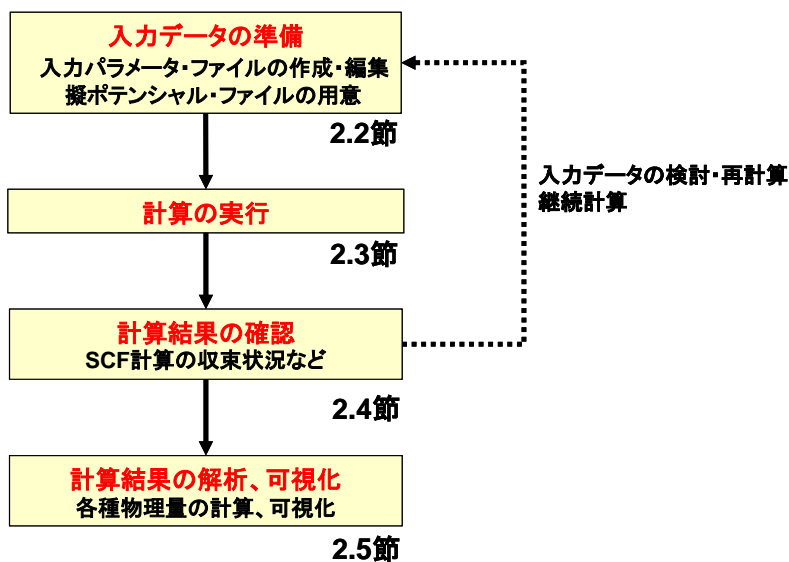 入力データの準備
入力パラメータ・ファイルの作成・編集
擬ポテンシャル・ファイルの用意
2.2節
入力データの検討・再計算
継続計算
計算の実行
2.3節
計算結果の確認
SCF計算の収束状況など
2.4節
計算結果の解析、可視化
各種物理量の計算、可視化
2.5節